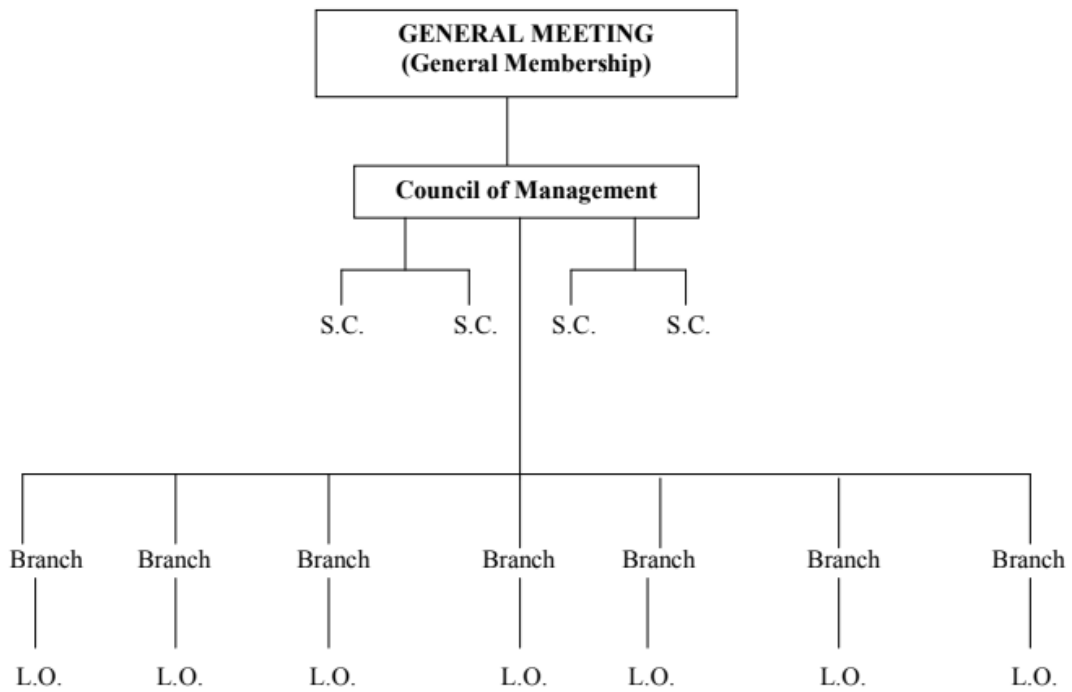 GENERAL MEETING
(General Membership)
Council of Management
S.C. S.C. S.C. S.C.
Branch Branch Branch Branch Branch Branch Branch
L.O. L.O. L.O. L.O. L.O. L.O. L.O.